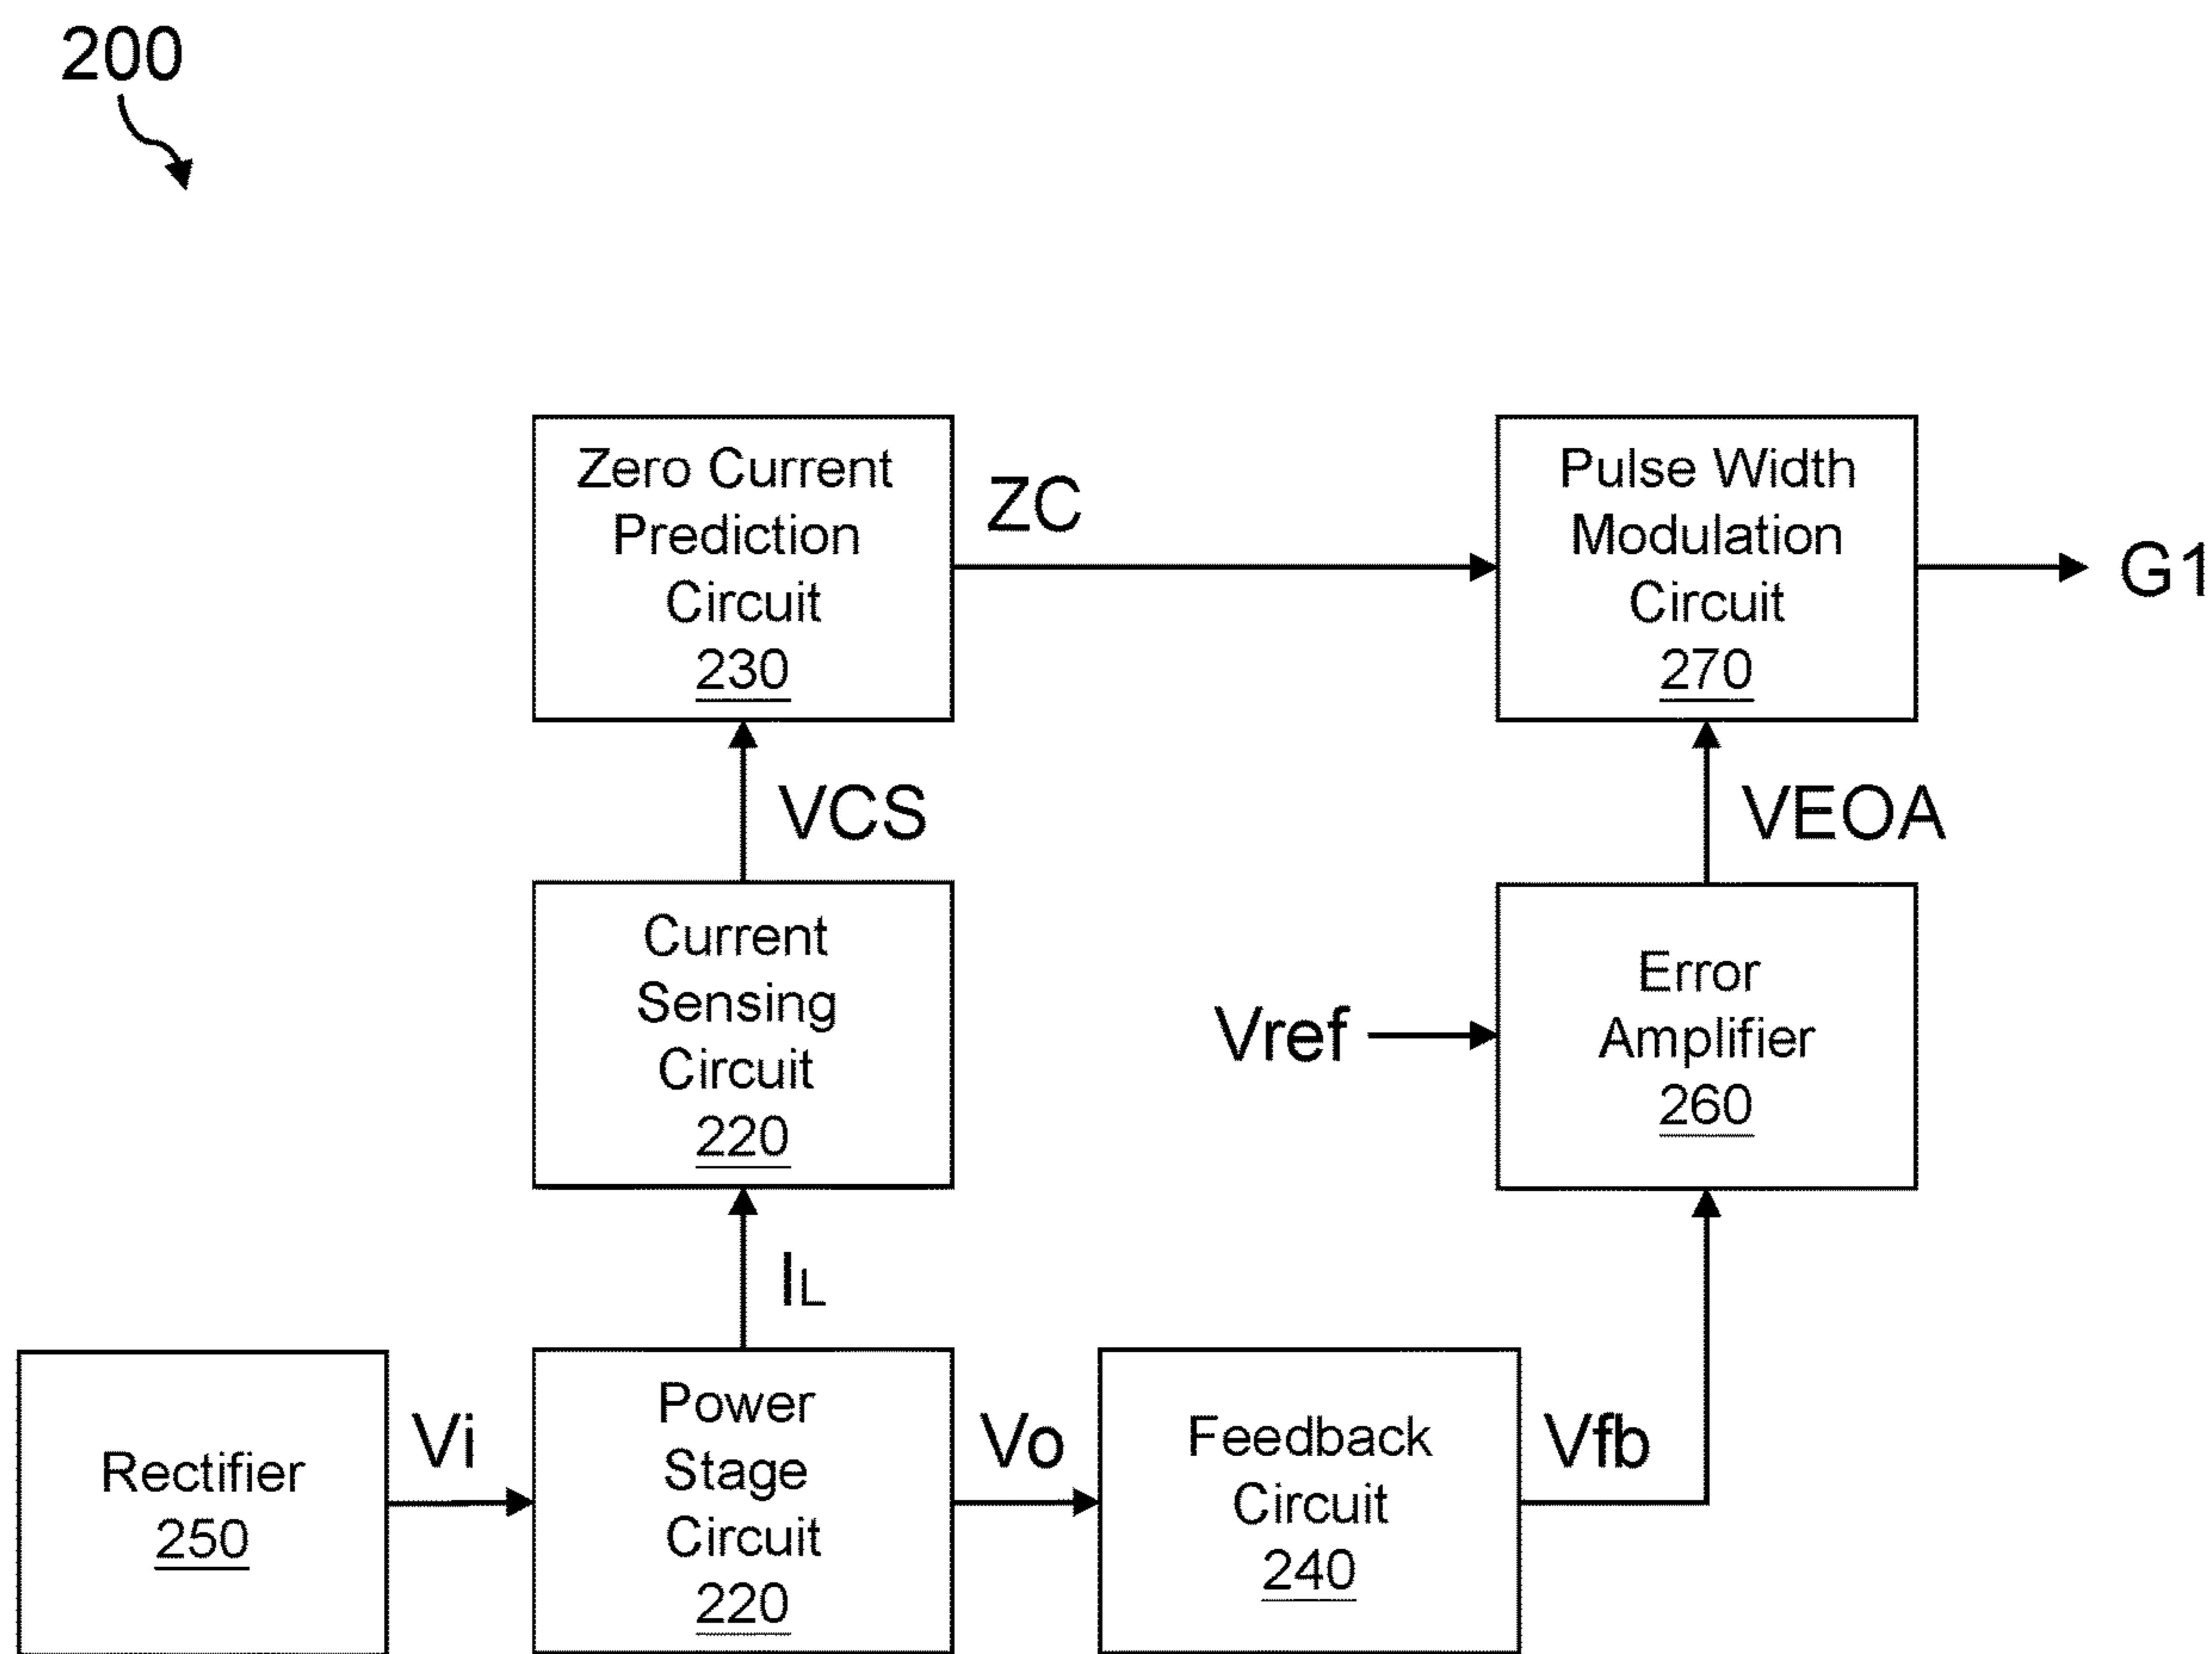 200
Zero Current
Prediction
Circuit
230
ZC
Pulse Width
Modulation
Circuit
270
G1
VCS
VEOA
Current
Sensing
Circuit
220
Vref
Error
Amplifier
260
IL
Rectifier
250
Vi
Power
Stage
Circuit
220
Vo
Feedback
Circuit
240
Vfb